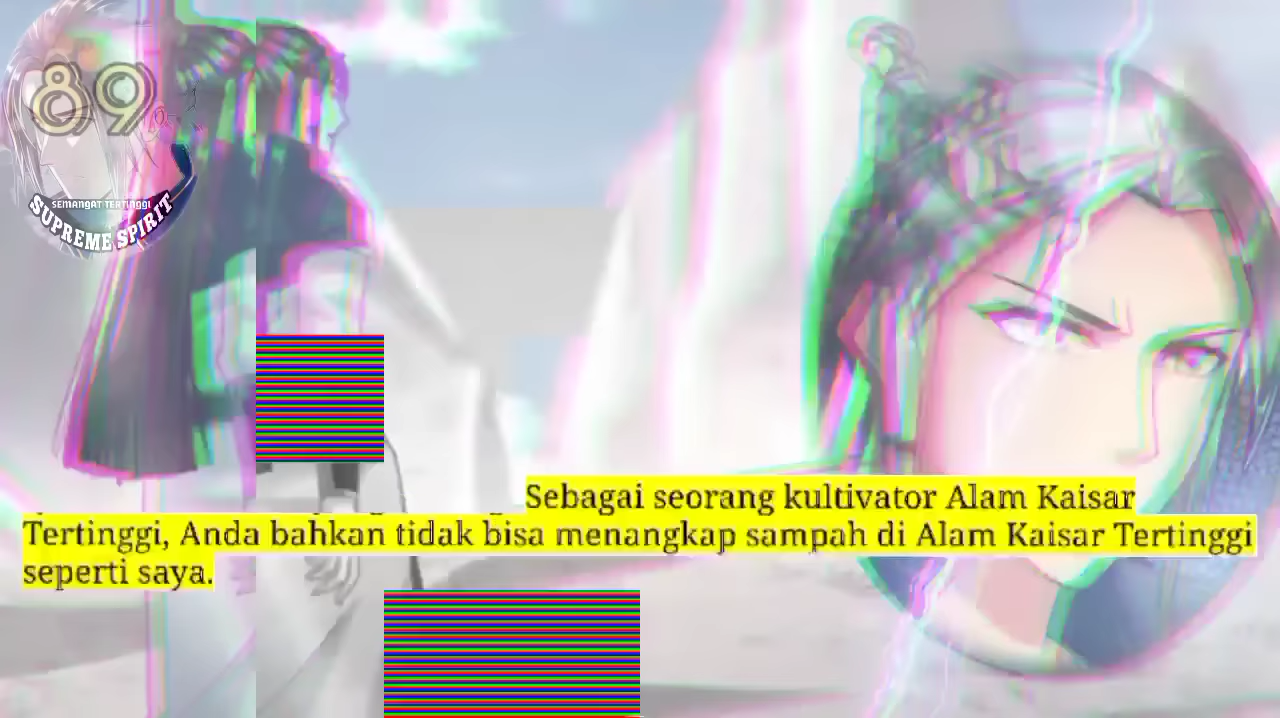 89
SEMANGAT TERTINGGI
SUPREME SPIRIT
Sebagai seorang kultivator Alam Kaisar
Tertinggi, Anda bahkan tidak bisa menangkap sampah di Alam Kaisar Tertinggi
seperti saya.